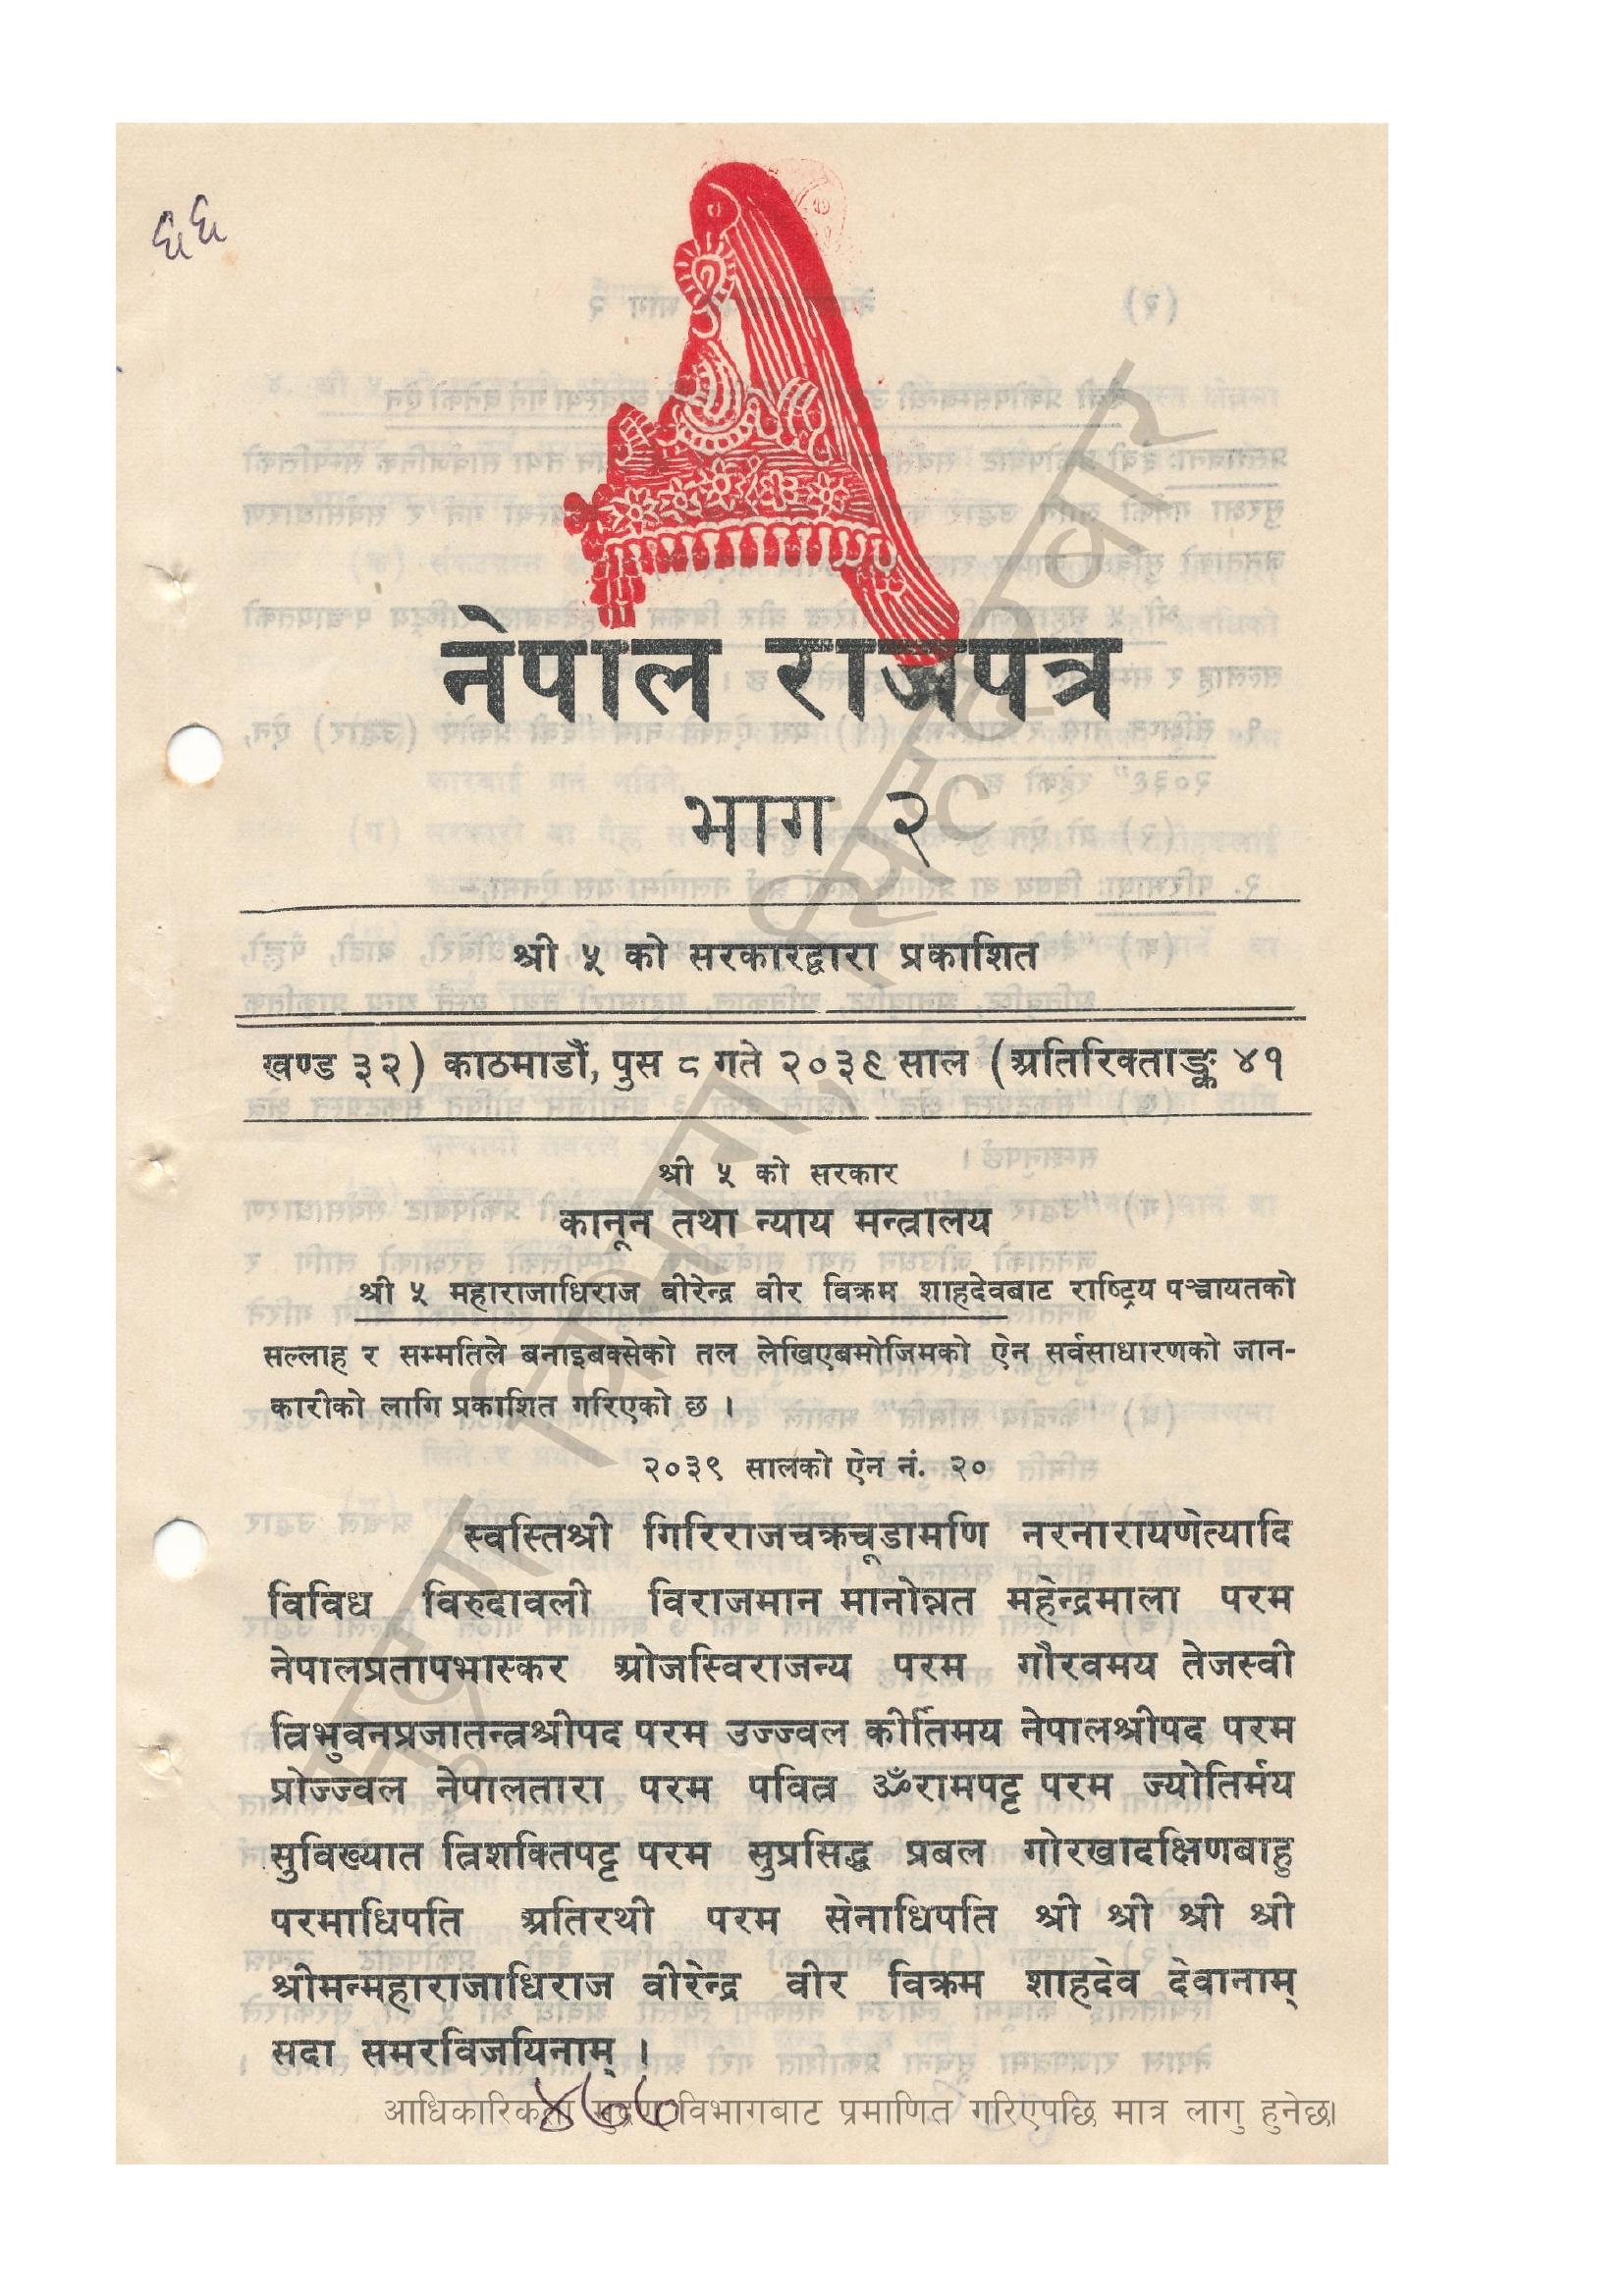 ६६
नेपाल राजपत्र
भाग २
श्री ५ को सरकारद्वारा प्रकाशित
खण्ड ३२) काठमाडौं, पुस ८ गते २०३९ साल (अतिरिक्ताङ्क ४१
श्री ५ को सरकार
कानून तथा न्याय मन्त्रालय
श्री ५ महाराजाधिराज वीरेन्द्र वीर विक्रम शाहदेवबाट राष्ट्रिय पञ्चायतको
सल्लाह र सम्मतिले बनाइबक्सेको तल लेखिएबमोजिमको ऐन सर्वसाधारणको जान-
कारीको लागि प्रकाशित गरिएको छ ।
२०३९ सालको ऐन नं. २०
स्वस्तिश्री गिरिराजचक्रचूडामणि नरनारायणेत्यादि
विविध विरुदावली विराजमान मानोन्नत महेन्द्रमाला परम
नेपालप्रतापभास्कर ओजस्विराजन्य परम गौरवमय तेजस्वी
त्रिभुवनप्रजातन्त्रश्रीपद परम उज्ज्वल कीर्तिमय नेपालश्रीपद परम
प्रोज्ज्वल नेपालतारा परम पवित्र ॐरामपट्ट परम ज्योतिर्मय
सुविख्यात त्रिशक्तिपट्ट परम सुप्रसिद्ध प्रबल गोरखादक्षिणबाहु
परमाधिपति अतिरथी परम सेनाधिपति श्री श्री श्री श्री
श्रीमन्महाराजाधिराज वीरेन्द्र वीर विक्रम शाहदेव देवानाम्
सदा समरविजयिनाम् ।
आधिकारिकता मुद्रण विभागबाट प्रमाणित गरिएपछि मात्र लागु हुनेछ।